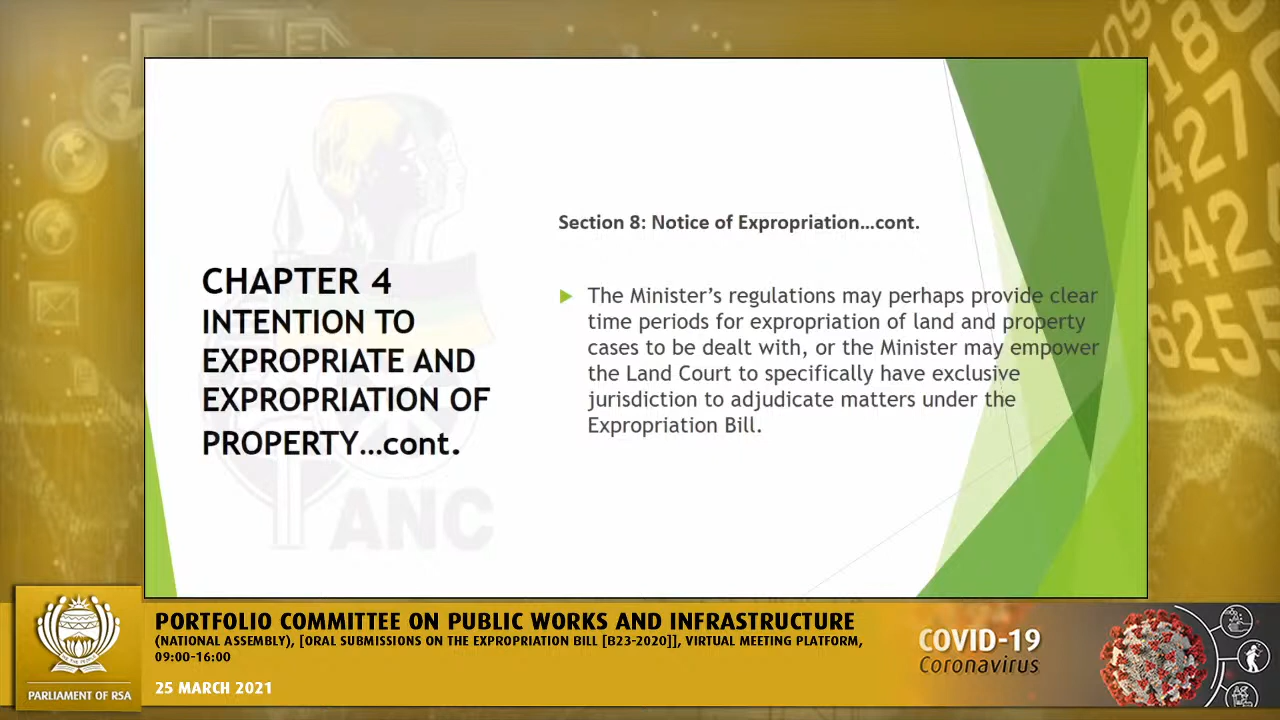 CHAPTER 4
INTENTION TO
EXPROPRIATE AND
EXPROPRIATION OF
PROPERTY…cont.
ANC
Section 8: Notice of Expropriation…cont.
The Minister’s regulations may perhaps provide clear
time periods for expropriation of land and property
cases to be dealt with, or the Minister may empower
the Land Court to specifically have exclusive
jurisdiction to adjudicate matters under the
Expropriation Bill.
PARLIAMENT OF RSA
PORTFOLIO COMMITTEE ON PUBLIC WORKS AND INFRASTRUCTURE
(NATIONAL ASSEMBLY), [ORAL SUBMISSIONS ON THE EXPROPRIATION BILL [B23-2020]], VIRTUAL MEETING PLATFORM,
09:00-16:00
25 MARCH 2021
COVID-19
Coronavirus